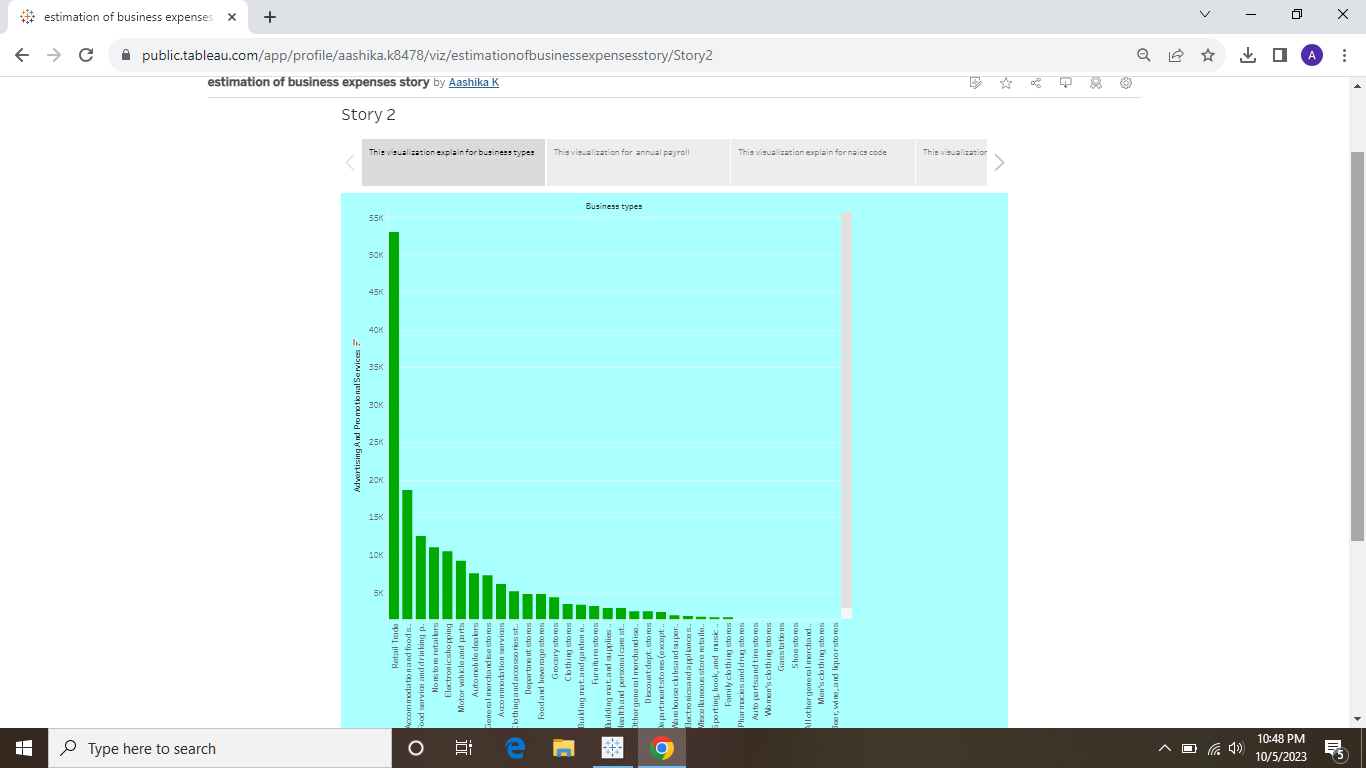 estimation of business expenses
public.tableau.com/app/profile/aashika.k8478/viz/estimationofbusinessexpensesstory/Story2
A
estimation of business expenses story by Aashika K
Story 2
This visualization explain for business types
This visualization for annual payroll
This visualization explain for naics code
This visualization
Business types
55K
50K
45K
40K
35K
30K
25K
20K
15K
10K
5K
Advertising And Promotional Services
Retail Trade
Accommodation and food s..
Food service and drinking p..
Nonstore retailers
Electronic shopping
Motor vehicle and parts
Automobile dealers
General merchandise stores
Accommodation services
Clothing and accessories st..
Department stores
Food and beverage stores
Grocery stores
Clothing stores
Building mat. and garden e..
Furniture stores
Building mat. and supplies ..
Health and personal care st..
Other general merchandise..
Discount dept. stores
Department stores (except ..
Warehouse clubs and super..
Electronics and appliance s..
Miscellaneous store retaile..
Sporting, book, and music ..
Family clothing stores
Pharmacies and drug stores
Auto parts and tire stores
Women's clothing stores
Gas stations
Shoe stores
All other general merchand..
Men's clothing stores
Beer, wine, and liquor stores
Type here to search
10:48 PM
10/5/2023
5